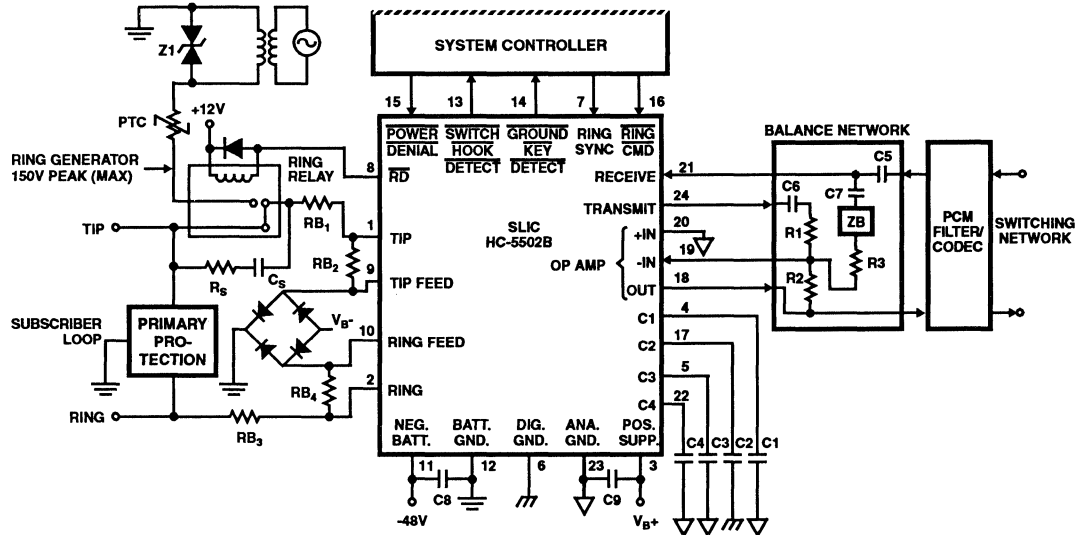 SYSTEM CONTROLLER
Z1
PTC
+12V
15
13
14
7
16
POWER DENIAL
SWITCH HOOK DETECT
GROUND KEY DETECT
RING SYNC
RING CMD
RING GENERATOR
150V PEAK (MAX)
RING RELAY
8
RD
SLIC
HC-5502B
RECEIVE
21
TRANSMIT
24
+IN
20
-IN
19
OP AMP
OUT
18
C1
4
C2
17
C3
5
C4
22
BALANCE NETWORK
C5
C6
C7
ZB
R1
R2
R3
PCM
FILTER/
CODEC
SWITCHING
NETWORK
TIP
RB1
1
TIP
RB2
9
TIP FEED
RS
CS
VB-
10
RING FEED
SUBSCRIBER
LOOP
PRIMARY
PRO-
TECTION
RB4
2
RING
RING
RB3
NEG.
BATT.
BATT.
GND.
DIG.
GND.
ANA.
GND.
POS.
SUPP.
11
12
6
23
3
C8
C9
-48V
VB+
C4
C3
C2
C1